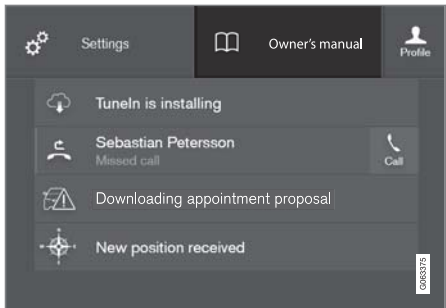 Settings
Owner's manual
Profile
TuneIn is installing
Sebastian Petersson
Missed call
Call
Downloading appointment proposal
New position received
G063375